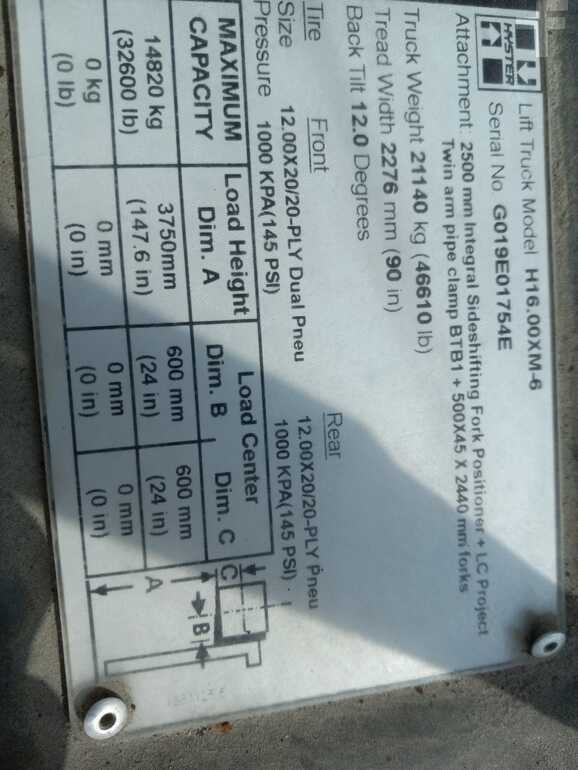 HYSTER
Lift Truck Model H16.00XM-6
Serial No. G019E01754E
Attachment: 2500 mm Integral Sideshifting Fork Positioner + LC Project
Twin arm pipe clamp BTB1 + 500X45 X 2440 mm forks
Truck Weight 21140 kg (46610 lb)
Tread Width 2276 mm (90 in)
Back Tilt 12.0 Degrees
Tire Front Rear
Size 12.00X20/20-PLY Dual Pneu 12.00X20/20-PLY Pneu
Pressure 1000 KPA(145 PSI) 1000 KPA(145 PSI)
MAXIMUM CAPACITY Load Height Dim. A Load Center Dim. B Dim. C
14820 kg 3750mm 600 mm 600 mm
(32600 lb) (147.6 in) (24 in) (24 in)
0 kg 0 mm 0 mm 0 mm
(0 lb) (0 in) (0 in) (0 in)
C
B
A